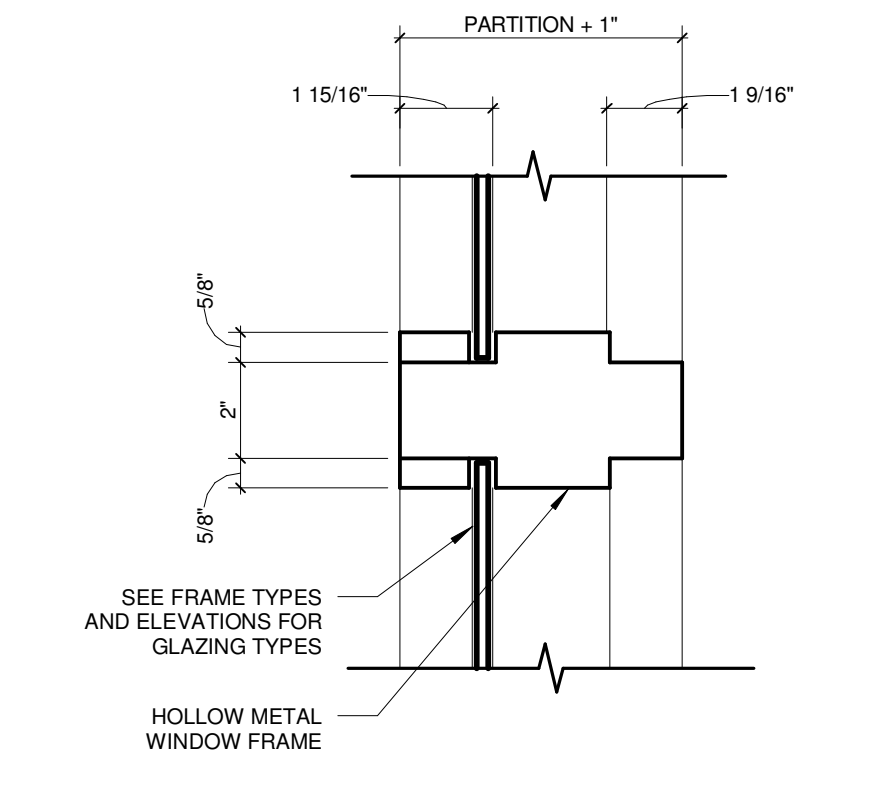 PARTITION + 1"
1 15/16"
1 9/16"
5/8"
2"
5/8"
SEE FRAME TYPES
AND ELEVATIONS FOR
GLAZING TYPES
HOLLOW METAL
WINDOW FRAME